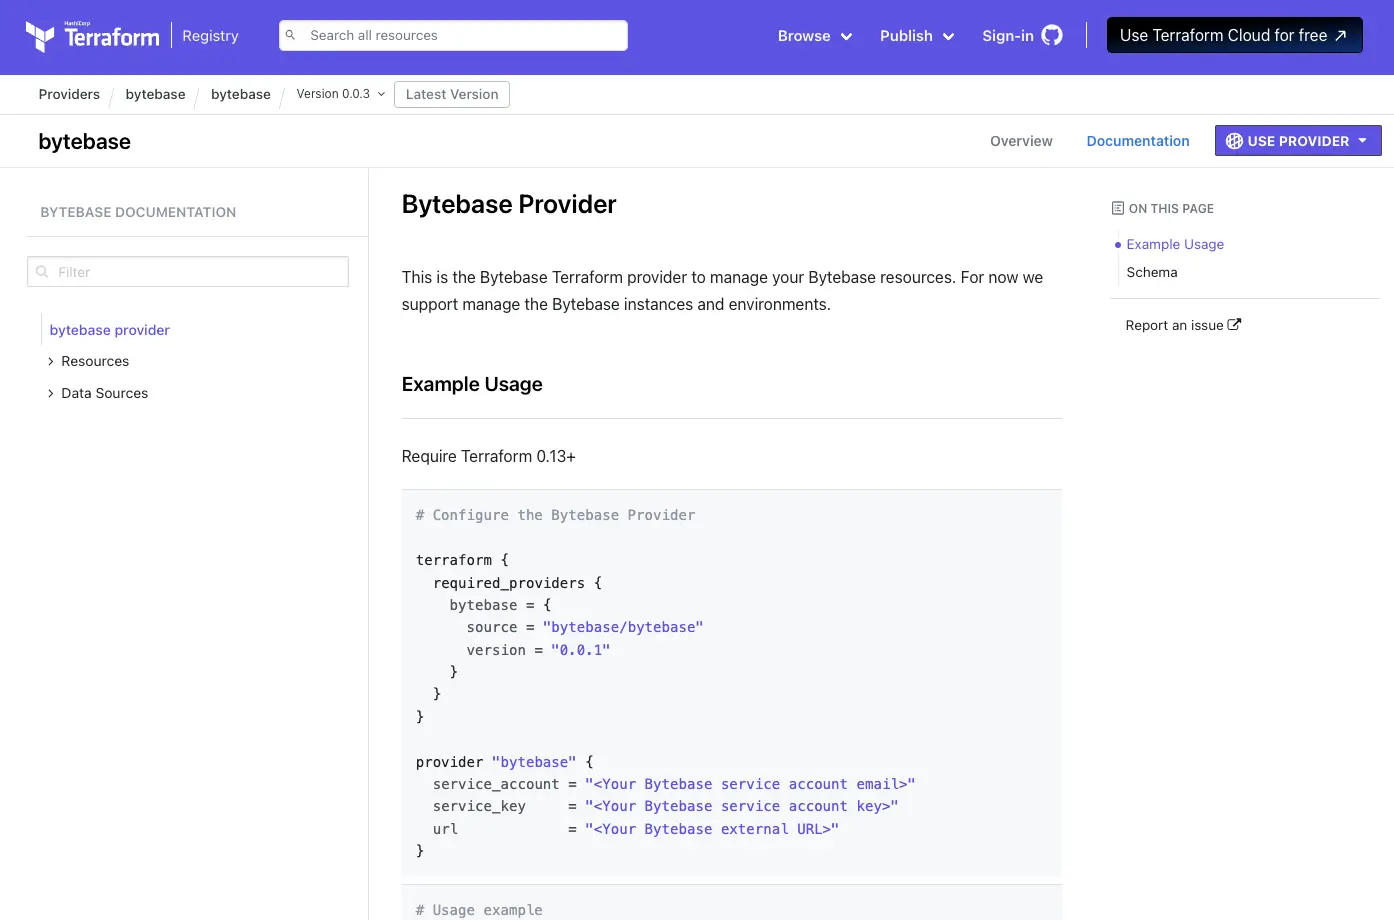 HashiCorp
Terraform
Registry
Search all resources
Browse
Publish
Sign-in
Use Terraform Cloud for free
Providers
bytebase
bytebase
Version 0.0.3
Latest Version
bytebase
Overview
Documentation
USE PROVIDER
BYTEBASE DOCUMENTATION
Filter
bytebase provider
Resources
Data Sources
Bytebase Provider
This is the Bytebase Terraform provider to manage your Bytebase resources. For now we
support manage the Bytebase instances and environments.
Example Usage
Require Terraform 0.13+
# Configure the Bytebase Provider
terraform {
  required_providers {
    bytebase = {
      source = "bytebase/bytebase"
      version = "0.0.1"
    }
  }
}
provider "bytebase" {
  service_account = "<Your Bytebase service account email>"
  service_key     = "<Your Bytebase service account key>"
  url             = "<Your Bytebase external URL>"
}
# Usage example
ON THIS PAGE
Example Usage
Schema
Report an issue